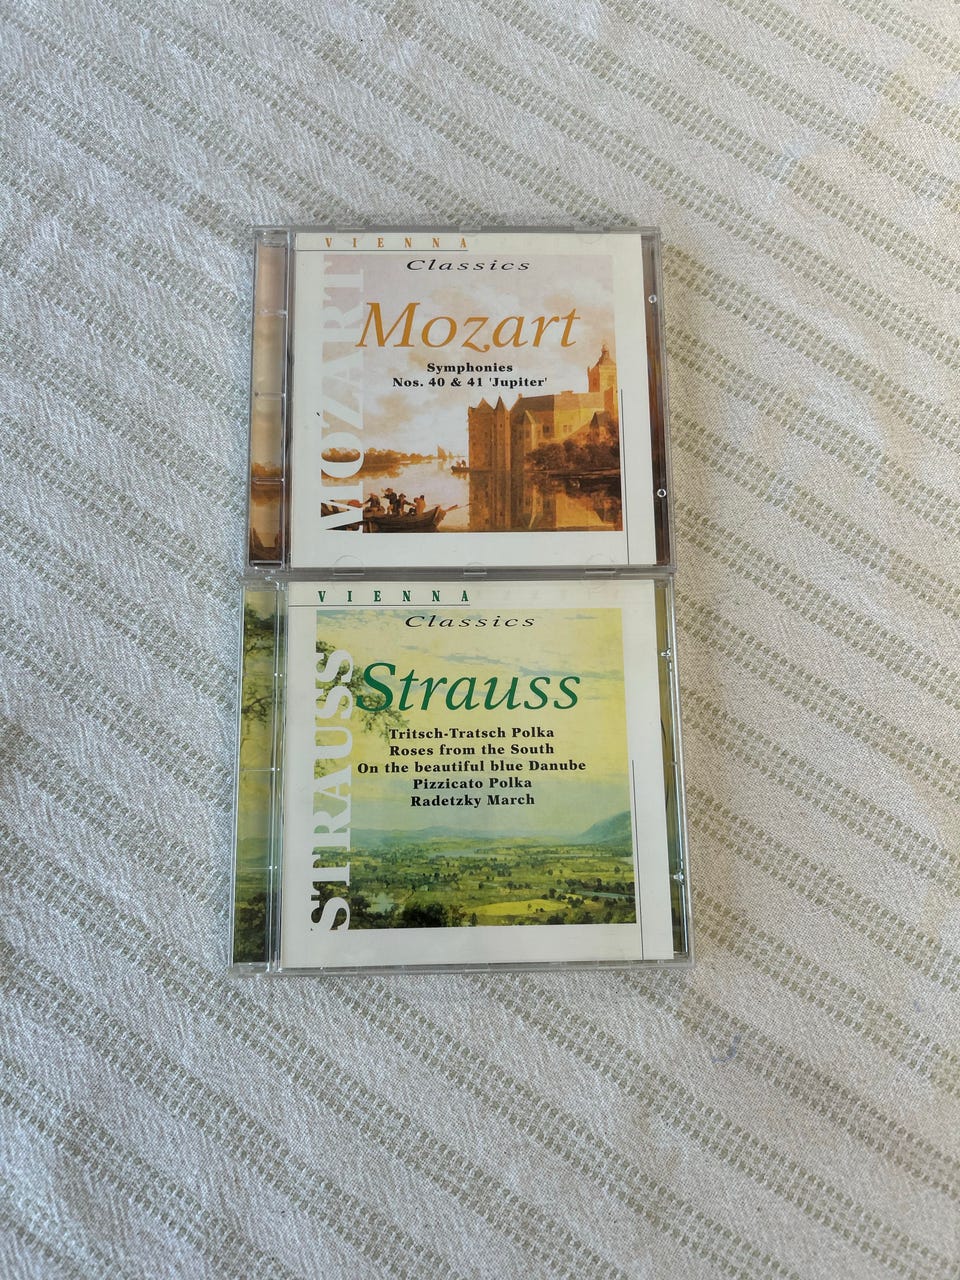 VIENNA
Classics
MOZART
Mozart
Symphonies
Nos. 40 & 41 'Jupiter'
VIENNA
Classics
STRAUSS
Strauss
Tritsch-Tratsch Polka
Roses from the South
On the beautiful blue Danube
Pizzicato Polka
Radetzky March